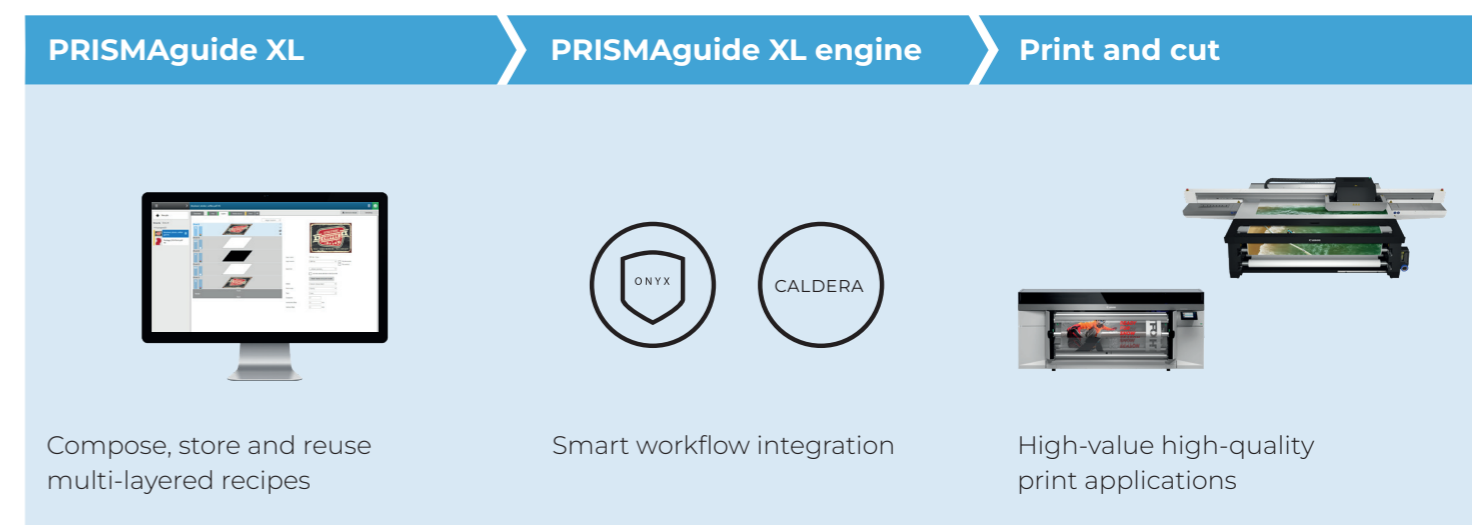 PRISMAguide XL
PRISMAguide XL engine
Print and cut
ONYX
CALDERA
Compose, store and reuse
multi-layered recipes
Smart workflow integration
High-value high-quality
print applications